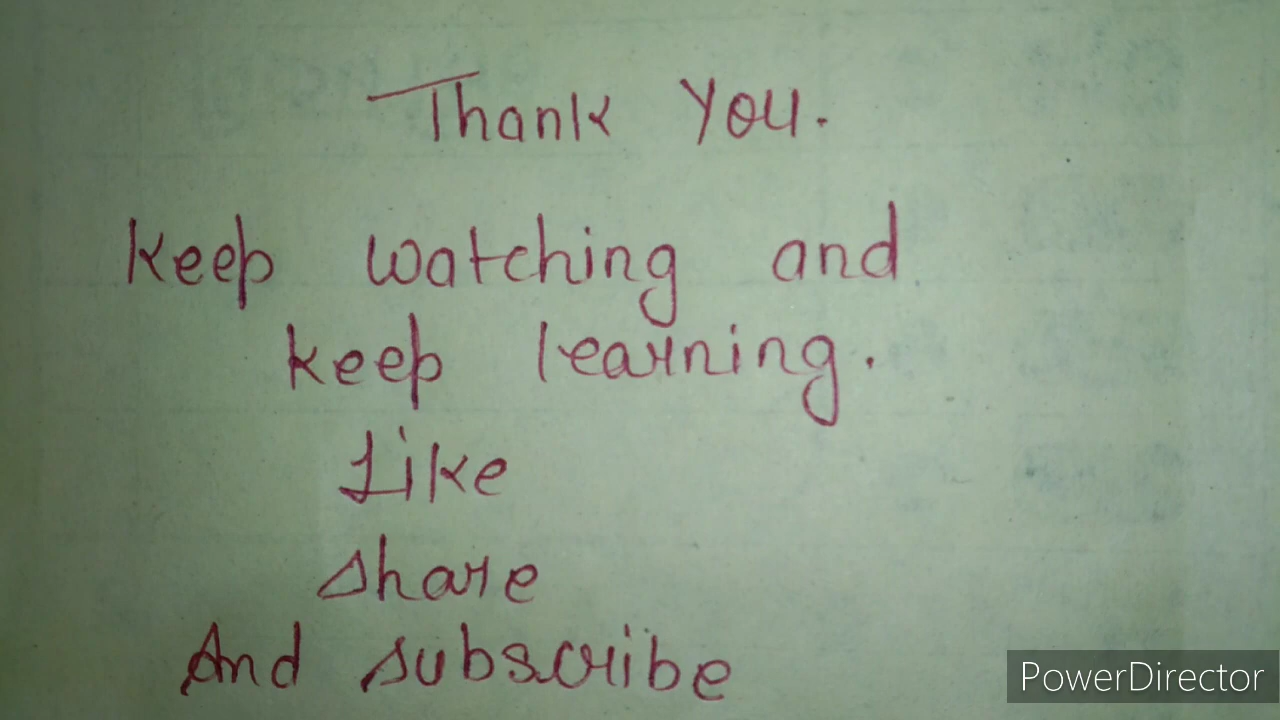 Thank You.
Keep watching and
keep learning.
Like
Share
And subscribe
PowerDirector